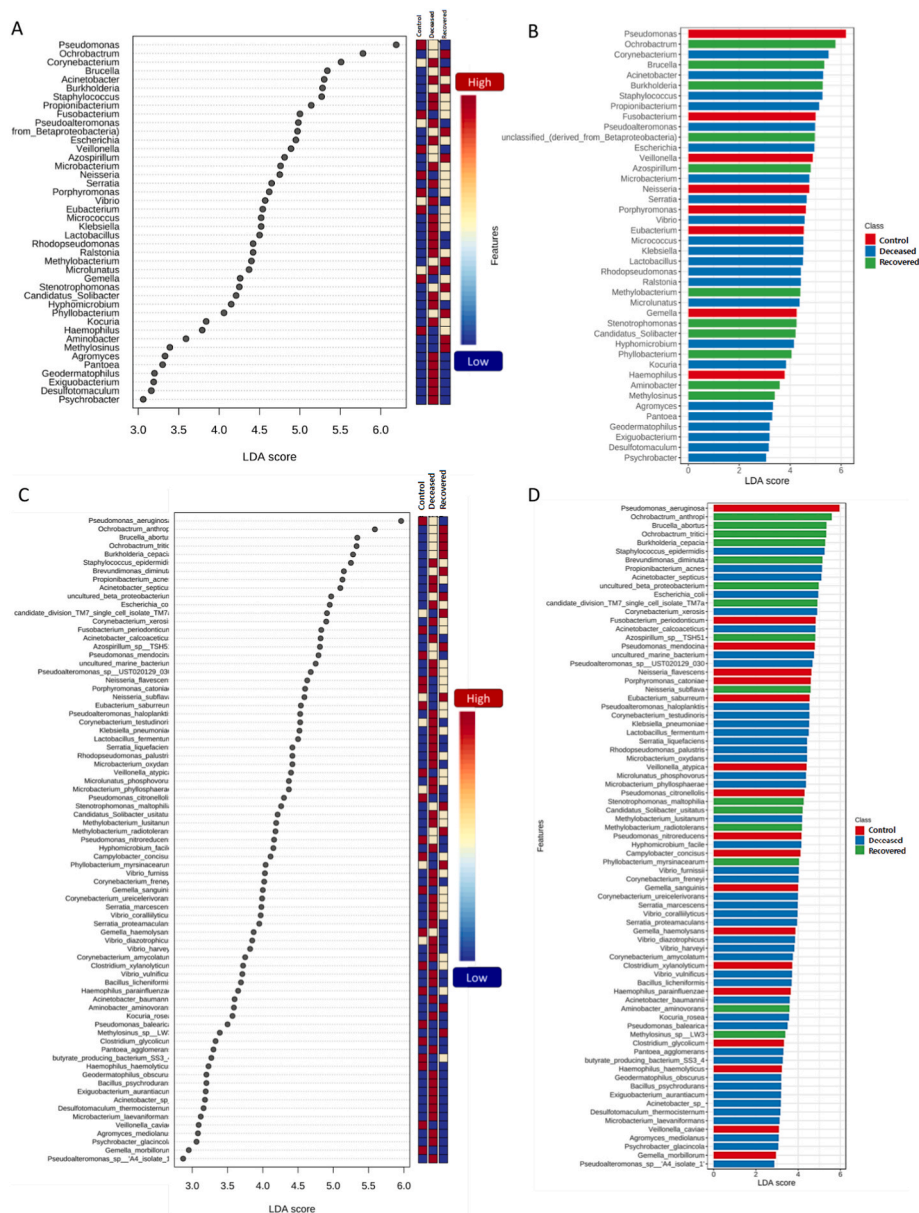 A
Control
Deceased
Recovered
Pseudomonas
Ochrobactrum
Corynebacterium
Brucella
Acinetobacter
Burkholderia
Staphylococcus
Propionibacterium
Fusobacterium
Pseudoalteromonas
from_Betaproteobacteria)
Escherichia
Veillonella
Azospirillum
Microbacterium
Neisseria
Serratia
Porphyromonas
Vibrio
Eubacterium
Micrococcus
Klebsiella
Lactobacillus
Rhodopseudomonas
Ralstonia
Methylobacterium
Microlunatus
Gemella
Stenotrophomonas
Candidatus_Solibacter
Hyphomicrobium
Phyllobacterium
Kocuria
Haemophilus
Aminobacter
Methylosinus
Agromyces
Pantoea
Geodermatophilus
Exiguobacterium
Desulfotomaculum
Psychrobacter
3.0 3.5 4.0 4.5 5.0 5.5 6.0
LDA score
High
Low
B
Features
Pseudomonas
Ochrobactrum
Corynebacterium
Brucella
Acinetobacter
Burkholderia
Staphylococcus
Propionibacterium
Fusobacterium
Pseudoalteromonas
unclassified_(derived_from_Betaproteobacteria)
Escherichia
Veillonella
Azospirillum
Microbacterium
Neisseria
Serratia
Porphyromonas
Vibrio
Eubacterium
Micrococcus
Klebsiella
Lactobacillus
Rhodopseudomonas
Ralstonia
Methylobacterium
Microlunatus
Gemella
Stenotrophomonas
Candidatus_Solibacter
Hyphomicrobium
Phyllobacterium
Kocuria
Haemophilus
Aminobacter
Methylosinus
Agromyces
Pantoea
Geodermatophilus
Exiguobacterium
Desulfotomaculum
Psychrobacter
0 2 4 6
LDA score
Class
Control
Deceased
Recovered
C
Control
Deceased
Recovered
Pseudomonas_aeruginosa
Ochrobactrum_anthrop
Brucella_abortus
Ochrobactrum_tritici
Burkholderia_cepacia
Staphylococcus_epidermidis
Brevundimonas_diminuta
Propionibacterium_acnes
Acinetobacter_septicus
uncultured_beta_proteobacterium
Escherichia_coli
candidate_division_TM7_single_cell_isolate_TM7a
Corynebacterium_xerosis
Fusobacterium_periodonticum
Acinetobacter_calcoaceticus
Azospirillum_sp__TSH51
Pseudomonas_mendocina
uncultured_marine_bacterium
Pseudoalteromonas_sp__UST020129_030
Neisseria_flavescens
Porphyromonas_catoniae
Neisseria_subflava
Eubacterium_saburreum
Pseudoalteromonas_haloplanktis
Corynebacterium_testudinoris
Klebsiella_pneumoniae
Lactobacillus_fermentum
Serratia_liquefaciens
Rhodopseudomonas_palustris
Microbacterium_oxydans
Veillonella_atypica
Microlunatus_phosphovorus
Microbacterium_phyllosphaerae
Pseudomonas_citronellolis
Stenotrophomonas_maltophilia
Candidatus_Solibacter_usitatus
Methylobacterium_lusitanum
Methylobacterium_radiotolerans
Pseudomonas_nitroreducens
Hyphomicrobium_facile
Campylobacter_concisus
Phyllobacterium_myrsinacearum
Vibrio_furnissii
Corynebacterium_freneyi
Gemella_sanguinis
Corynebacterium_ureicelerivorans
Serratia_marcescens
Vibrio_coralliilyticus
Serratia_proteamaculans
Gemella_haemolysans
Vibrio_diazotrophicus
Vibrio_harveyi
Corynebacterium_amycolatum
Clostridium_xylanolyticum
Vibrio_vulnificus
Bacillus_licheniformis
Haemophilus_parainfluenzae
Acinetobacter_baumannii
Aminobacter_aminovorans
Kocuria_rosea
Pseudomonas_balearica
Methylosinus_sp__LW3
Clostridium_glycolicum
Pantoea_agglomerans
butyrate_producing_bacterium_SS3_4
Haemophilus_haemolyticus
Geodermatophilus_obscurus
Bacillus_psychrodurans
Exiguobacterium_aurantiacum
Acinetobacter_sp_
Desulfotomaculum_thermocisternum
Microbacterium_laevaniformans
Veillonella_caviae
Agromyces_mediolanus
Psychrobacter_glacincola
Gemella_morbillorum
Pseudoalteromonas_sp__'A4_isolate_1'
3.0 3.5 4.0 4.5 5.0 5.5 6.0
LDA score
High
Low
D
Features
Pseudomonas_aeruginosa
Ochrobactrum_anthropi
Brucella_abortus
Ochrobactrum_tritici
Burkholderia_cepacia
Staphylococcus_epidermidis
Brevundimonas_diminuta
Propionibacterium_acnes
Acinetobacter_septicus
uncultured_beta_proteobacterium
Escherichia_coli
candidate_division_TM7_single_cell_isolate_TM7a
Corynebacterium_xerosis
Fusobacterium_periodonticum
Acinetobacter_calcoaceticus
Azospirillum_sp__TSH51
Pseudomonas_mendocina
uncultured_marine_bacterium
Pseudoalteromonas_sp__UST020129_030
Neisseria_flavescens
Porphyromonas_catoniae
Neisseria_subflava
Eubacterium_saburreum
Pseudoalteromonas_haloplanktis
Corynebacterium_testudinoris
Klebsiella_pneumoniae
Lactobacillus_fermentum
Serratia_liquefaciens
Rhodopseudomonas_palustris
Microbacterium_oxydans
Veillonella_atypica
Microlunatus_phosphovorus
Microbacterium_phyllosphaerae
Pseudomonas_citronellolis
Stenotrophomonas_maltophilia
Candidatus_Solibacter_usitatus
Methylobacterium_lusitanum
Methylobacterium_radiotolerans
Pseudomonas_nitroreducens
Hyphomicrobium_facile
Campylobacter_concisus
Phyllobacterium_myrsinacearum
Vibrio_furnissii
Corynebacterium_freneyi
Gemella_sanguinis
Corynebacterium_ureicelerivorans
Serratia_marcescens
Vibrio_coralliilyticus
Serratia_proteamaculans
Gemella_haemolysans
Vibrio_diazotrophicus
Vibrio_harveyi
Corynebacterium_amycolatum
Clostridium_xylanolyticum
Vibrio_vulnificus
Bacillus_licheniformis
Haemophilus_parainfluenzae
Acinetobacter_baumannii
Aminobacter_aminovorans
Kocuria_rosea
Pseudomonas_balearica
Methylosinus_sp__LW3
Clostridium_glycolicum
Pantoea_agglomerans
butyrate_producing_bacterium_SS3_4
Haemophilus_haemolyticus
Geodermatophilus_obscurus
Bacillus_psychrodurans
Exiguobacterium_aurantiacum
Acinetobacter_sp_
Desulfotomaculum_thermocisternum
Microbacterium_laevaniformans
Veillonella_caviae
Agromyces_mediolanus
Psychrobacter_glacincola
Gemella_morbillorum
Pseudoalteromonas_sp__'A4_isolate_1'
0 2 4 6
LDA score
Class
Control
Deceased
Recovered